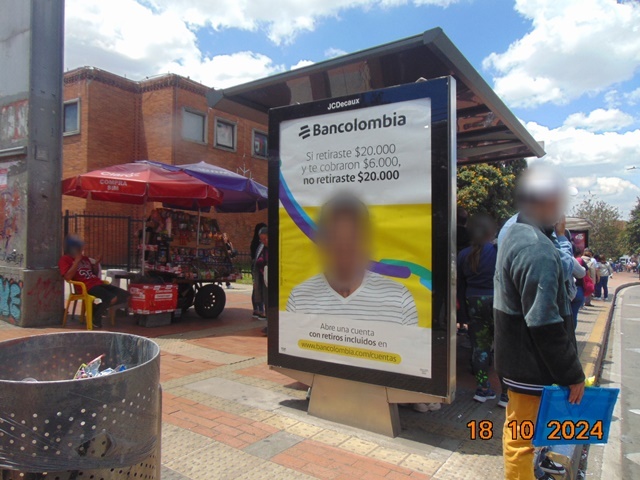 JCDecaux
Bancolombia
Si retiraste $20.000
y te cobraron $6.000,
no retiraste $20.000
Abre una cuenta
con retiros incluidos en
www.bancolombia.com/cuentas
18 10 2024